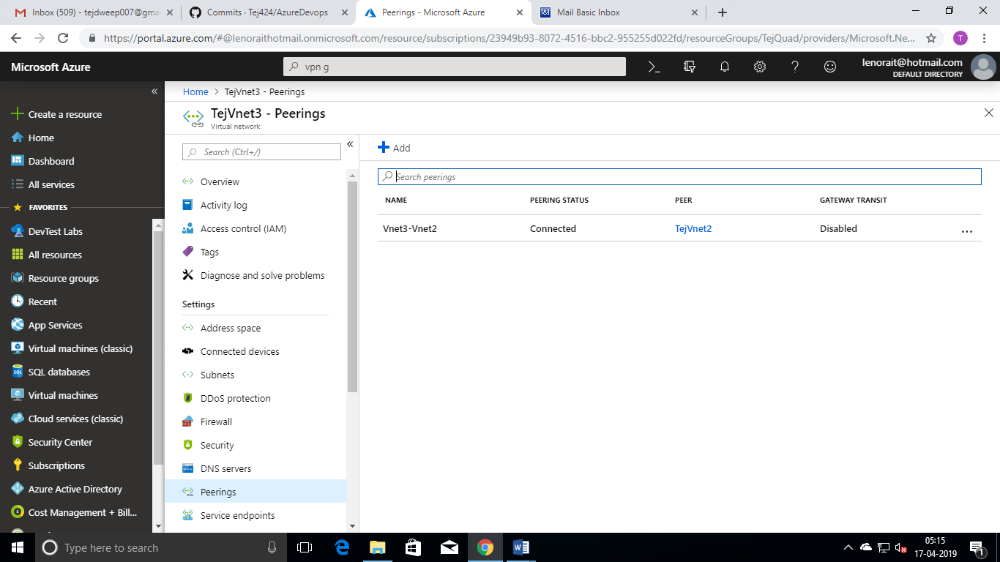 Inbox (509) - tejdweep007@gma
Commits · Tej424/AzureDevops
Peerings - Microsoft Azure
Mail Basic Inbox
https://portal.azure.com/#@lenoraithotmail.onmicrosoft.com/resource/subscriptions/23949b93-8072-4516-bbc2-955255d022fd/resourceGroups/TejQuad/providers/Microsoft.Ne...
T
Microsoft Azure
vpn g
lenorait@hotmail.com
DEFAULT DIRECTORY
Create a resource
Home
Dashboard
All services
FAVORITES
DevTest Labs
All resources
Resource groups
Recent
App Services
Virtual machines (classic)
SQL databases
Virtual machines
Cloud services (classic)
Security Center
Subscriptions
Azure Active Directory
Cost Management + Bill...
Home > TejVnet3 - Peerings
TejVnet3 - Peerings
Virtual network
Search (Ctrl+/)
Overview
Activity log
Access control (IAM)
Tags
Diagnose and solve problems
Settings
Address space
Connected devices
Subnets
DDoS protection
Firewall
Security
DNS servers
Peerings
Service endpoints
Add
Search peerings
NAME PEERING STATUS PEER GATEWAY TRANSIT
Vnet3-Vnet2 Connected TejVnet2 Disabled ...
Type here to search
05:15
17-04-2019
1